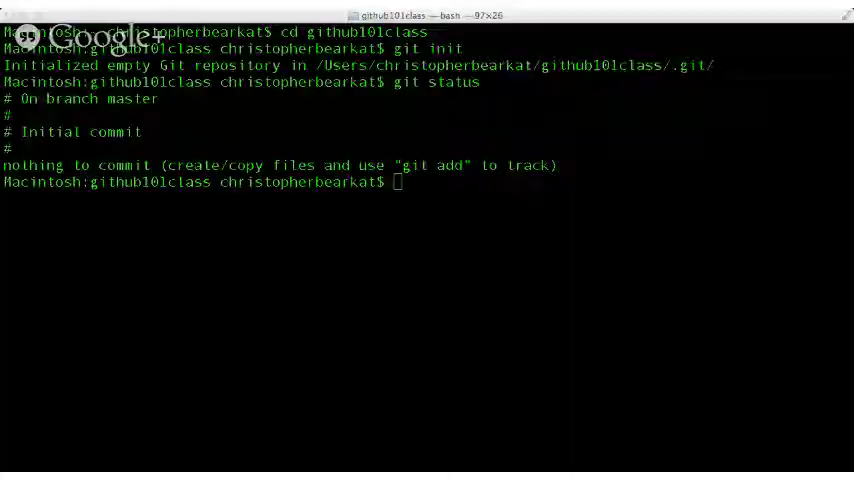 github101class — bash — 97×26
Macintosh: christopherbearkat$ cd github101class
Google+
Macintosh:github101class christopherbearkat$ git init
Initialized empty Git repository in /Users/christopherbearkat/github101class/.git/
Macintosh:github101class christopherbearkat$ git status
# On branch master
#
# Initial commit
#
nothing to commit (create/copy files and use "git add" to track)
Macintosh:github101class christopherbearkat$